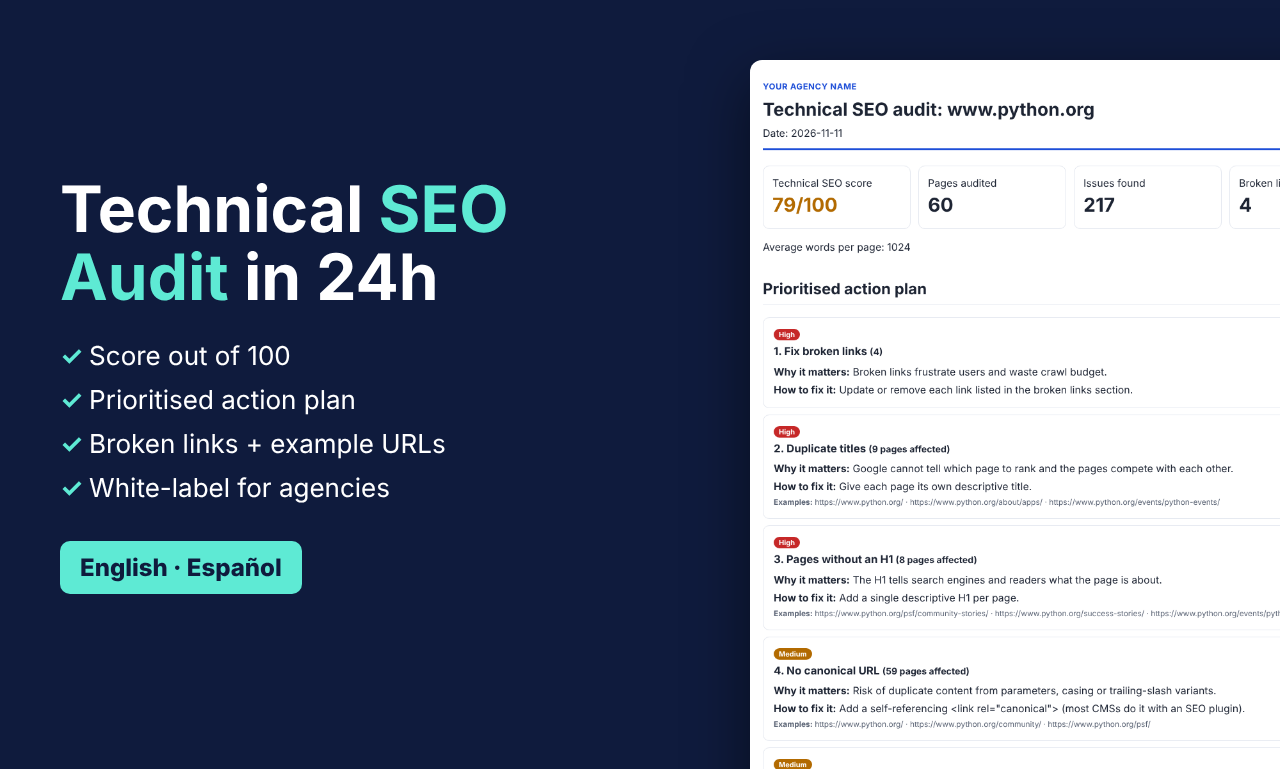 Technical SEO
Audit in 24h
✓ Score out of 100
✓ Prioritised action plan
✓ Broken links + example URLs
✓ White-label for agencies
English · Español
YOUR AGENCY NAME
Technical SEO audit: www.python.org
Date: 2026-11-11
Technical SEO score
79/100
Pages audited
60
Issues found
217
Broken li
4
Average words per page: 1024
Prioritised action plan
High
1. Fix broken links (4)
Why it matters: Broken links frustrate users and waste crawl budget.
How to fix it: Update or remove each link listed in the broken links section.
High
2. Duplicate titles (9 pages affected)
Why it matters: Google cannot tell which page to rank and the pages compete with each other.
How to fix it: Give each page its own descriptive title.
Examples: https://www.python.org/ · https://www.python.org/about/apps/ · https://www.python.org/events/python-events/
High
3. Pages without an H1 (8 pages affected)
Why it matters: The H1 tells search engines and readers what the page is about.
How to fix it: Add a single descriptive H1 per page.
Examples: https://www.python.org/psf/community-stories/ · https://www.python.org/success-stories/ · https://www.python.org/events/pyth
Medium
4. No canonical URL (59 pages affected)
Why it matters: Risk of duplicate content from parameters, casing or trailing-slash variants.
How to fix it: Add a self-referencing <link rel="canonical"> (most CMSs do it with an SEO plugin).
Examples: https://www.python.org/ · https://www.python.org/community/ · https://www.python.org/psf/
Medium